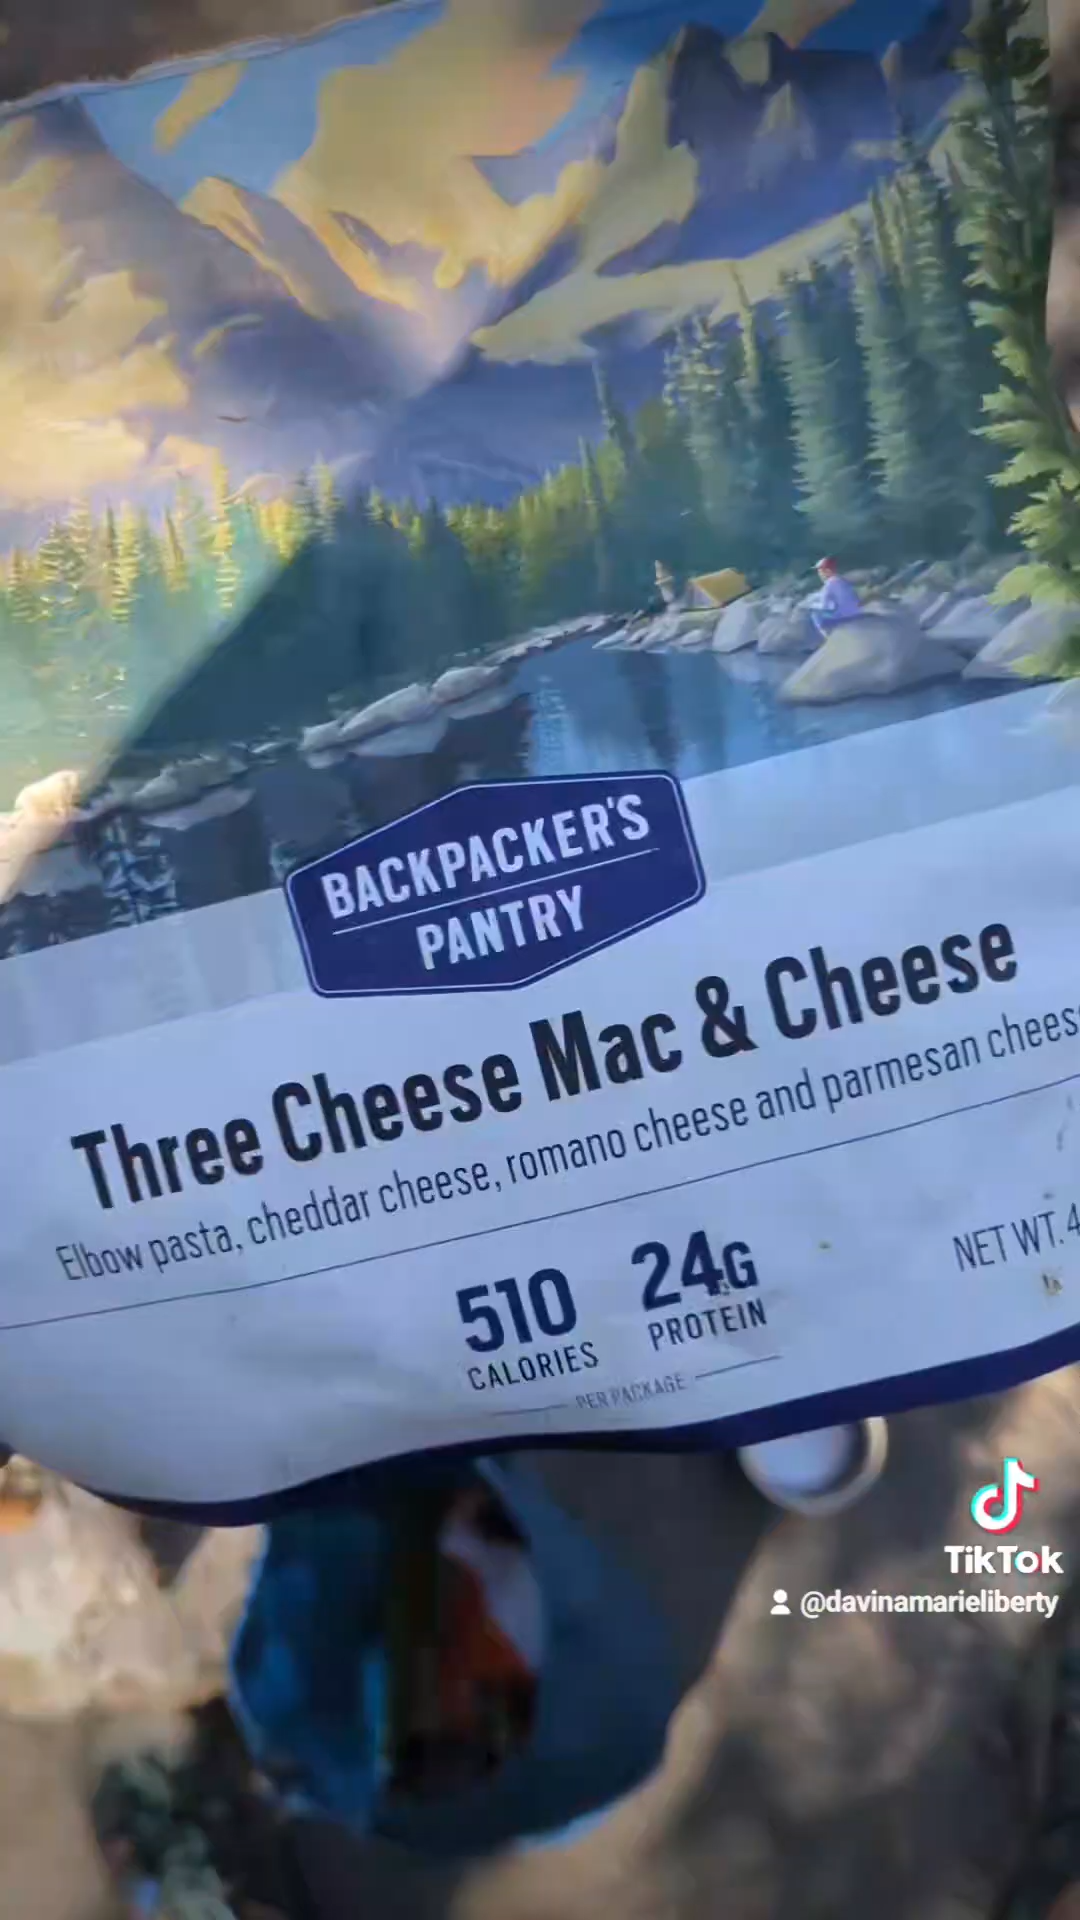 BACKPACKER'S
PANTRY
Three Cheese Mac & Cheese
Elbow pasta, cheddar cheese, romano cheese and parmesan
510
CALORIES
24G
PROTEIN
PER PACKAGE
NET WT.
TikTok
@davinamarieliberty